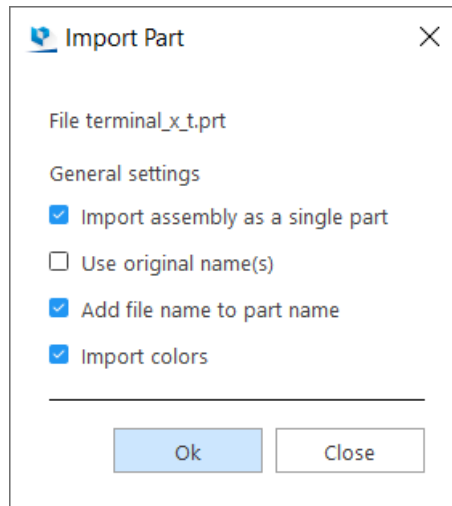 Import Part
File terminal_x_t.prt
General settings
Import assembly as a single part
Use original name(s)
Add file name to part name
Import colors
Ok Close